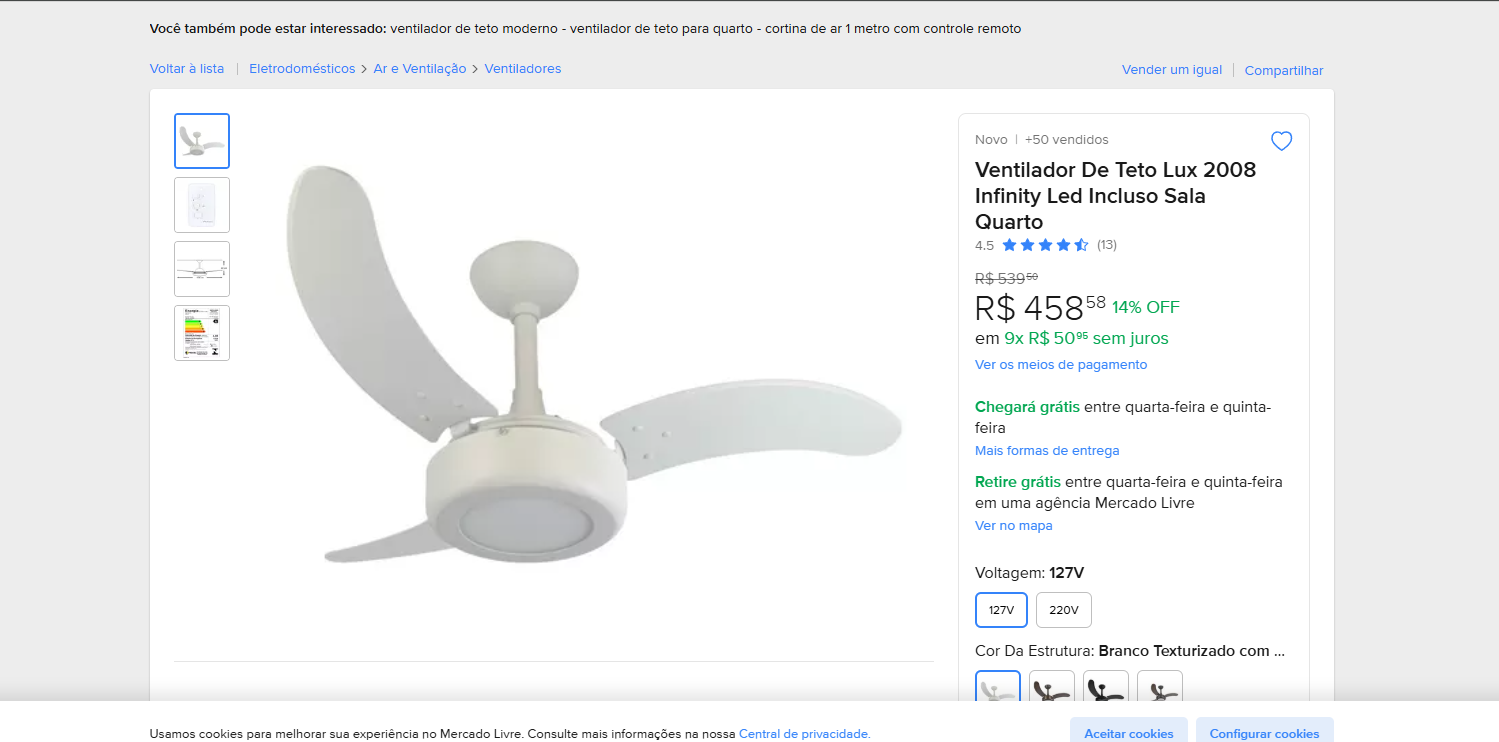 Você também pode estar interessado: ventilador de teto moderno - ventilador de teto para quarto - cortina de ar 1 metro com controle remoto
Voltar à lista | Eletrodomésticos > Ar e Ventilação > Ventiladores
Vender um igual | Compartilhar
Novo | +50 vendidos
Ventilador De Teto Lux 2008
Infinity Led Incluso Sala
Quarto
4.5 (13)
R$ 53950
R$ 45858 14% OFF
em 9x R$ 5095 sem juros
Ver os meios de pagamento
Chegará grátis entre quarta-feira e quinta-
feira
Mais formas de entrega
Retire grátis entre quarta-feira e quinta-feira
em uma agência Mercado Livre
Ver no mapa
Voltagem: 127V
127V 220V
Cor Da Estrutura: Branco Texturizado com ...
Usamos cookies para melhorar sua experiência no Mercado Livre. Consulte mais informações na nossa Central de privacidade.
Aceitar cookies Configurar cookies